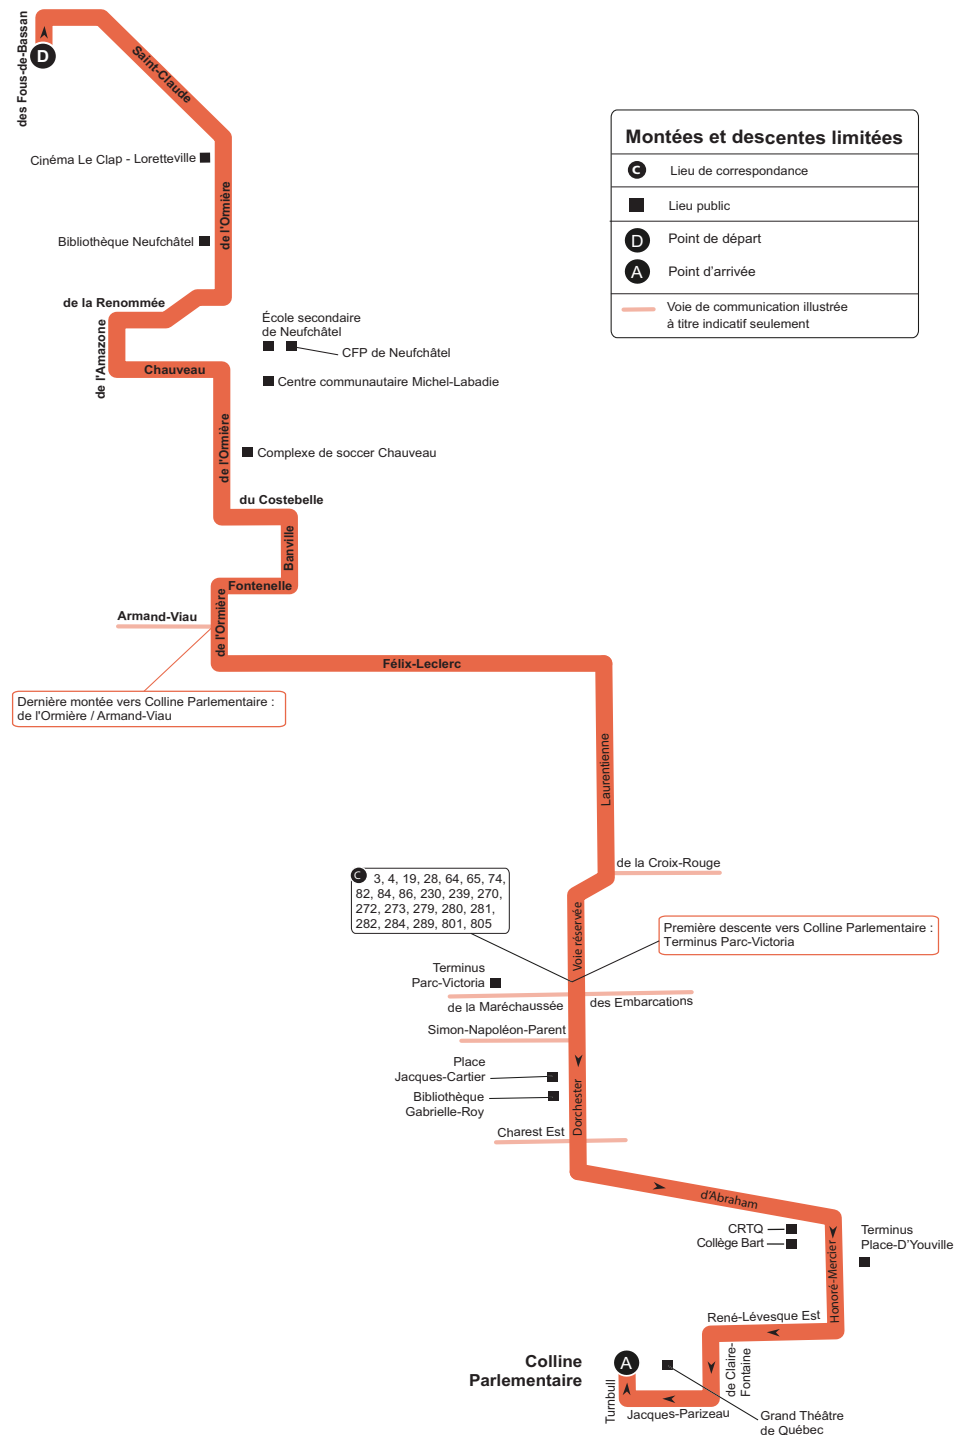 des Fous-de-Bassan
D
Saint-Claude
Montées et descentes limitées
C Lieu de correspondance
Lieu public
D Point de départ
A Point d'arrivée
Voie de communication illustrée
à titre indicatif seulement
Cinéma Le Clap - Loretteville
de l'Ormière
Bibliothèque Neufchâtel
de la Renommée
de l'Amazone
École secondaire
de Neufchâtel
CFP de Neufchâtel
Chauveau
Centre communautaire Michel-Labadie
de l'Ormière
Complexe de soccer Chauveau
du Costebelle
Banville
Fontenelle
Armand-Viau
de l'Ormière
Félix-Leclerc
Dernière montée vers Colline Parlementaire :
de l'Ormière / Armand-Viau
Laurentienne
de la Croix-Rouge
C 3, 4, 19, 28, 64, 65, 74,
82, 84, 86, 230, 239, 270,
272, 273, 279, 280, 281,
282, 284, 289, 801, 805
Voie réservée
Première descente vers Colline Parlementaire :
Terminus Parc-Victoria
Terminus
Parc-Victoria
de la Maréchaussée
des Embarcations
Simon-Napoléon-Parent
Place
Jacques-Cartier
Bibliothèque
Gabrielle-Roy
Dorchester
Charest Est
d'Abraham
CRTQ
Collège Bart
Terminus
Place-D'Youville
Honoré-Mercier
René-Lévesque Est
de Claire-
Fontaine
Colline
Parlementaire
A
Turnbull
Jacques-Parizeau
Grand Théâtre
de Québec